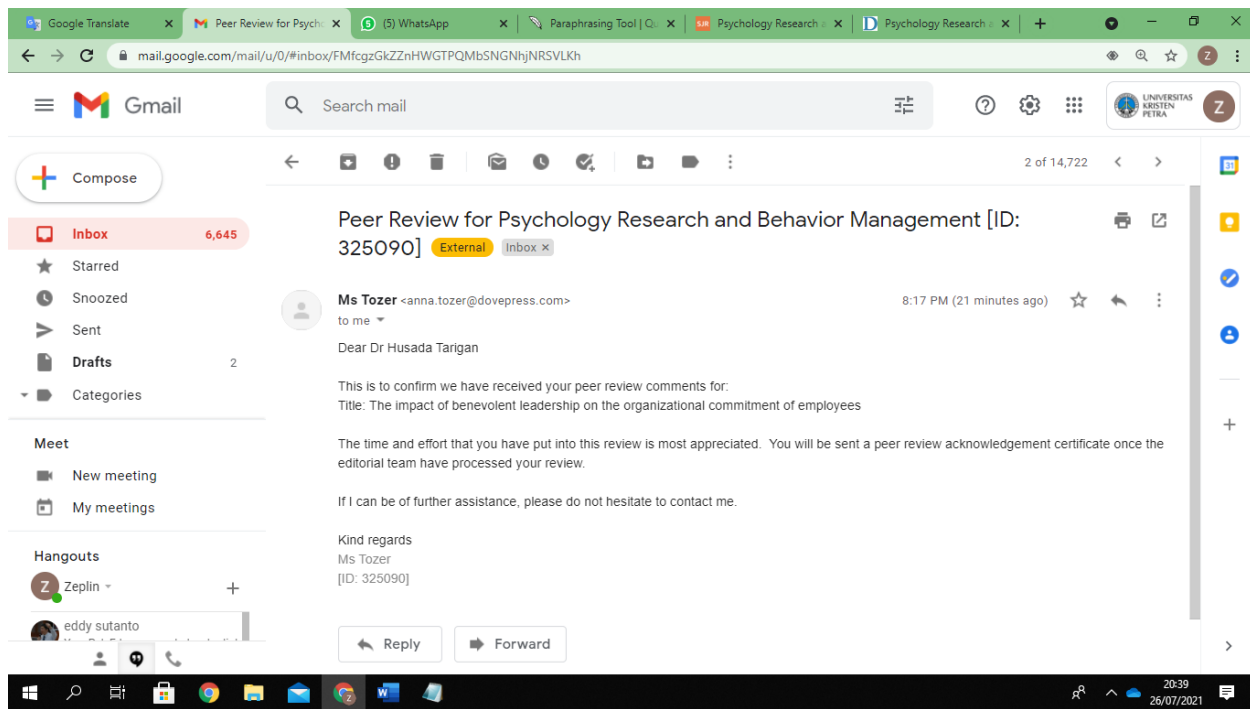 Google Translate
Peer Review for Psych
(5) WhatsApp
Paraphrasing Tool | Qu
SJR Psychology Research a
D Psychology Research a
mail.google.com/mail/u/0/#inbox/FMfcgzGkZZnHWGTPQMbSNGNhjNRSVLKh
Z
Gmail
Search mail
UNIVERSITAS
KRISTEN
PETRA
Z
Compose
2 of 14,722
31
Inbox 6,645
Starred
Snoozed
Sent
Drafts 2
Categories
Meet
New meeting
My meetings
Hangouts
Z Zeplin
eddy sutanto
Peer Review for Psychology Research and Behavior Management [ID:
325090] External Inbox ×
Ms Tozer <anna.tozer@dovepress.com> 8:17 PM (21 minutes ago)
to me
Dear Dr Husada Tarigan
This is to confirm we have received your peer review comments for:
Title: The impact of benevolent leadership on the organizational commitment of employees
The time and effort that you have put into this review is most appreciated. You will be sent a peer review acknowledgement certificate once the
editorial team have processed your review.
If I can be of further assistance, please do not hesitate to contact me.
Kind regards
Ms Tozer
[ID: 325090]
Reply Forward
20:39
26/07/2021